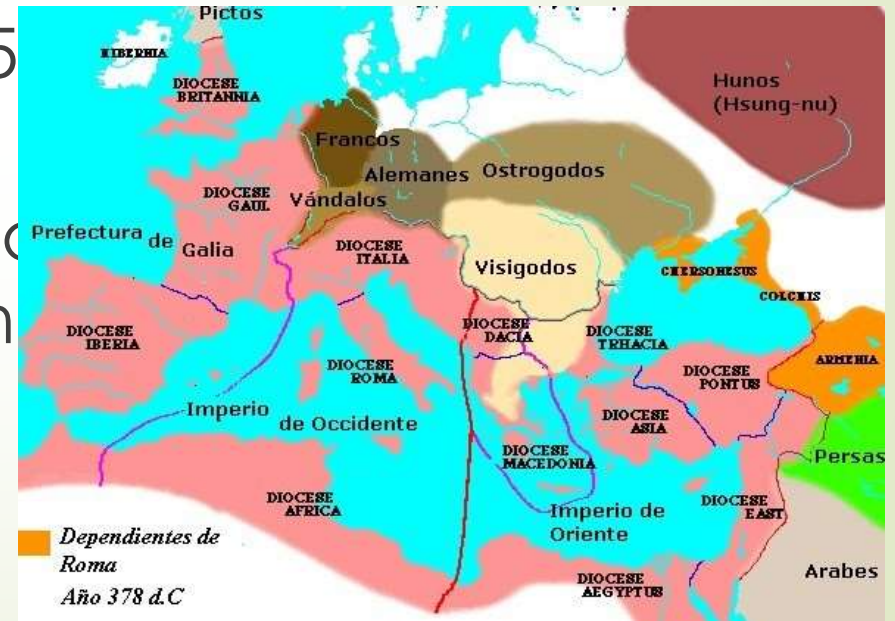 Pictos
5
HIBERNIA
DIOCESE
BRITANNIA
Hunos
(Hsung-nu)
Francos
Alemanes
Ostrogodos
DIOCESE
GAUL
Vándalos
Prefectura de
Galia
DIOCESE
ITALIA
Visigodos
CHERSONESUS
COLCHIS
DIOCESE
IBERIA
DIOCESE
DACIA
DIOCESE
TRHACIA
ARMENIA
DIOCESE
ROMA
DIOCESE
PONTUS
Imperio
de Occidente
DIOCESE
ASIA
DIOCESE
MACEDONIA
Persas
DIOCESE
AFRICA
DIOCESE
EAST
Imperio de
Oriente
Dependientes de
Roma
Año 378 d.C
DIOCESE
AEGYPTUS
Arabes